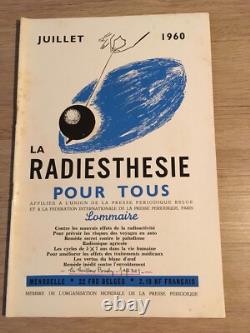 JUILLET 1960
LA
RADIESTHESIE
POUR TOUS
AFFILIÉE A L'UNION DE LA PRESSE PERIODIQUE BELGE
ET A LA FEDERATION INTERNATIONALE DE LA PRESSE PERIODIQUE, PARIS
Sommaire
Contre les mauvais effets de la radioactivité
Pour prévenir les risques des voyages en auto
Remède secret contre le paludisme
Radiesthésie agricole
Les cycles de 7 ans dans la vie humaine
Pour améliorer les effets des traitements médicaux
Les vertus du blanc d'œuf
Remède inédit contre l'envoûtement
MENSUELLE 22 FRS BELGES 2,10 NF FRANÇAIS
MEMBRE DE L'ORGANISATION MONDIALE DE LA PRESSE PERIODIQUE